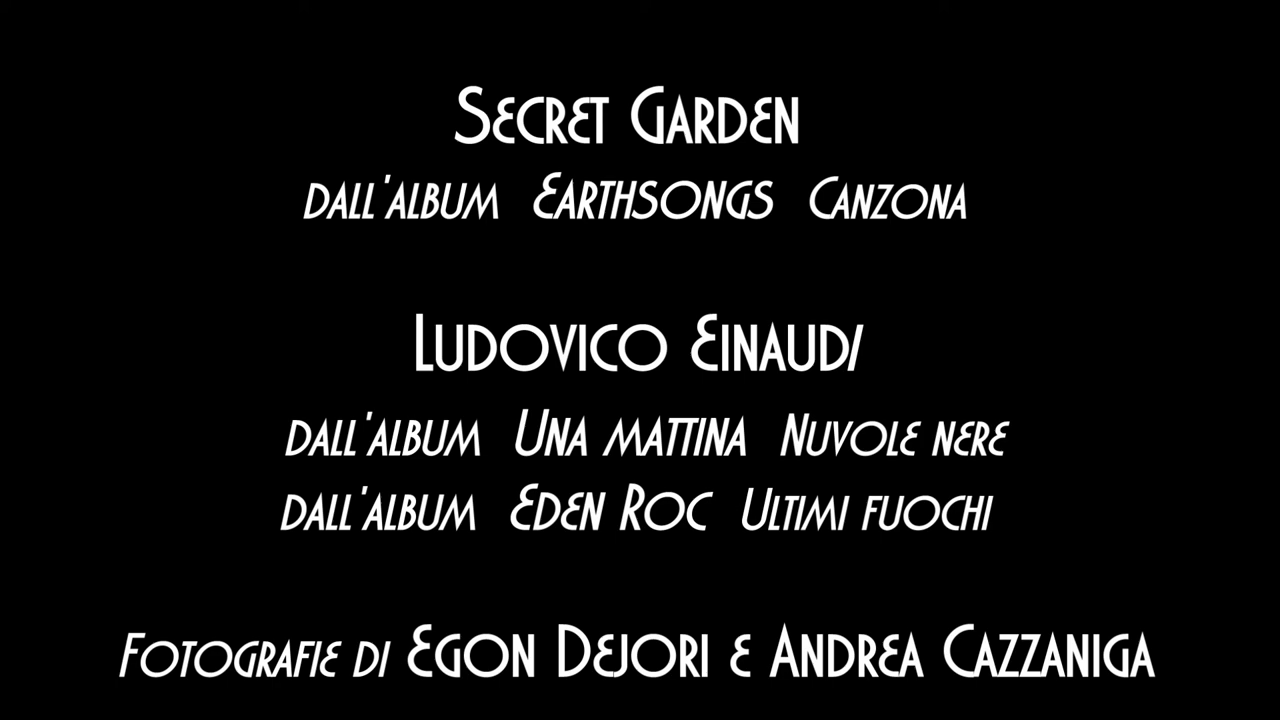 Secret Garden
dall'album Earthsongs Canzona
Ludovico Einaudi
dall'album Una mattina Nuvole nere
dall'album Eden Roc Ultimi fuochi
Fotografie di Egon Dejori e Andrea Cazzaniga